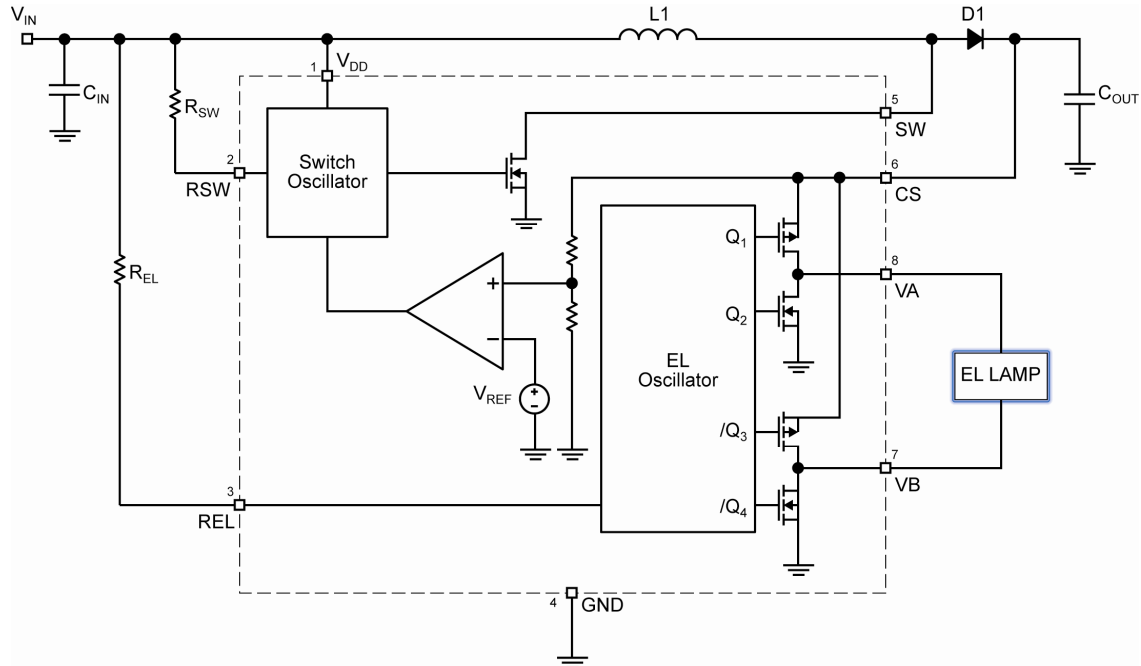 V_IN
L1
D1
1
V_DD
C_IN
R_SW
5
SW
C_OUT
2
RSW
Switch
Oscillator
6
CS
Q_1
R_EL
8
VA
+
Q_2
−
EL
Oscillator
EL LAMP
V_REF
+
−
/Q_3
7
VB
3
REL
/Q_4
4
GND